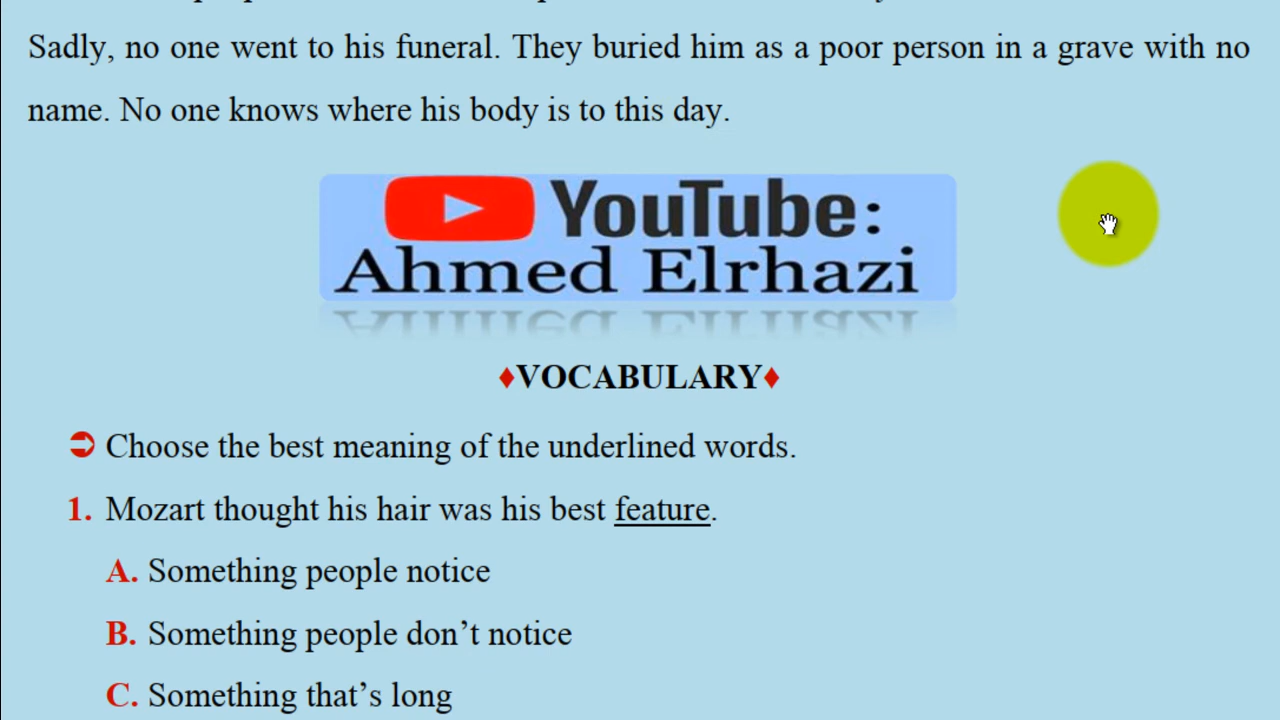 Sadly, no one went to his funeral. They buried him as a poor person in a grave with no
name. No one knows where his body is to this day.
YouTube:
Ahmed Elrhazi
♦VOCABULARY♦
➲ Choose the best meaning of the underlined words.
1. Mozart thought his hair was his best feature.
A. Something people notice
B. Something people don’t notice
C. Something that’s long